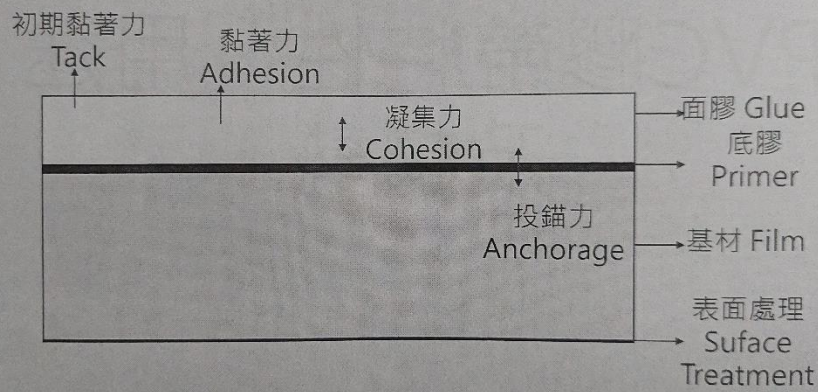 初期黏著力
Tack
黏著力
Adhesion
凝集力
Cohesion
投錨力
Anchorage
面膠 Glue
底膠
Primer
基材 Film
表面處理
Suface
Treatment